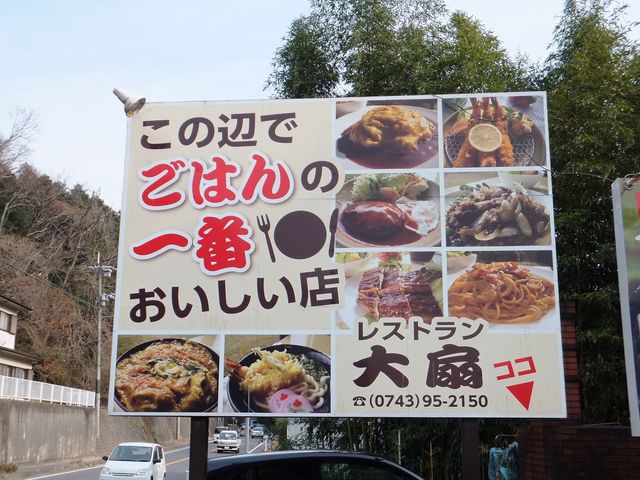 この辺で
ごはんの
一番
おいしい店
レストラン
大扇
ココ
☎(0743)95-2150